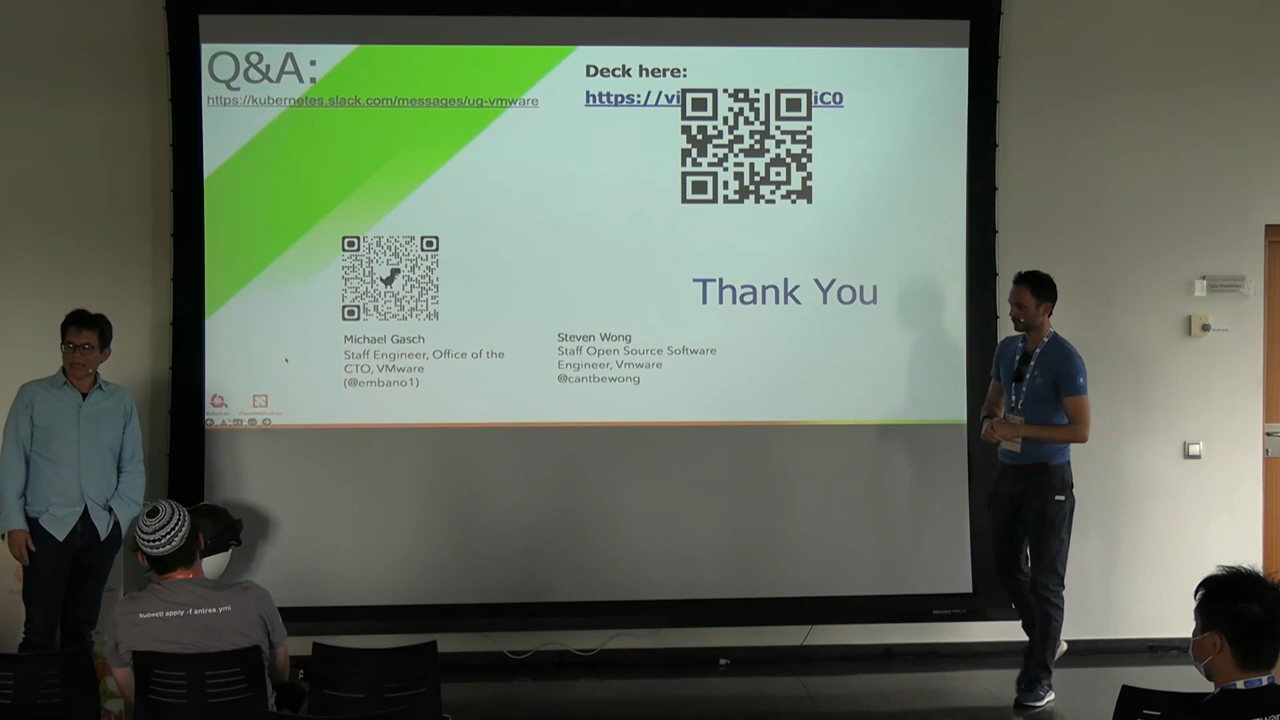 Q&A:
https://kubernetes.slack.com/messages/ug-vmware
Deck here:
https://vi iC0
Thank You
Michael Gasch
Staff Engineer, Office of the
CTO, VMware
(@embano1)
Steven Wong
Staff Open Source Software
Engineer, Vmware
@cantbewong
kubectl apply -f antrea.yml